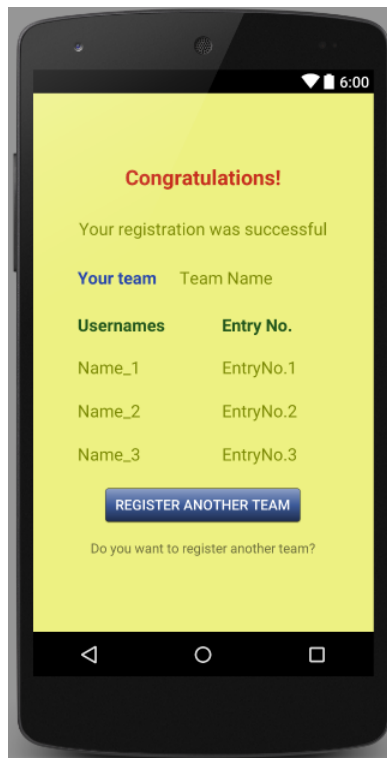 6:00
Congratulations!
Your registration was successful
Your team Team Name
Usernames Entry No.
Name_1 EntryNo.1
Name_2 EntryNo.2
Name_3 EntryNo.3
REGISTER ANOTHER TEAM
Do you want to register another team?